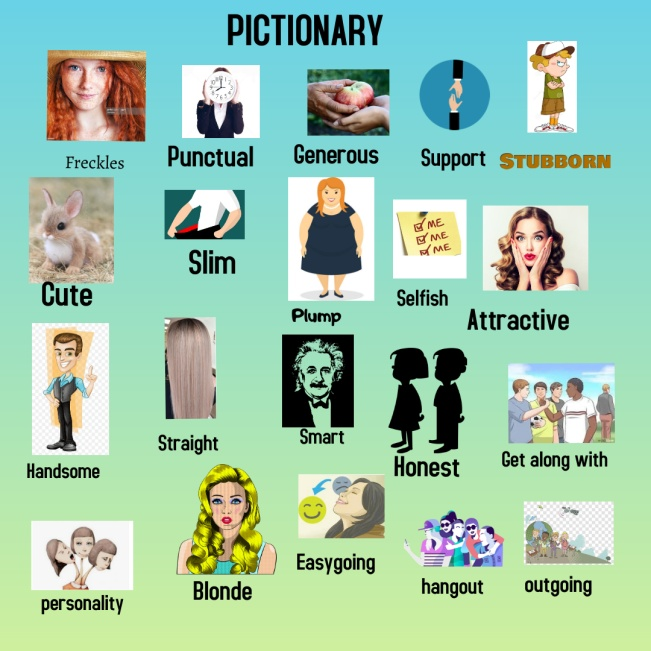 PICTIONARY
Freckles
Punctual
Generous
Support
STUBBORN
Cute
Slim
Plump
ME
ME
ME
Selfish
Attractive
Handsome
Straight
Smart
Honest
Get along with
personality
Blonde
Easygoing
hangout
outgoing